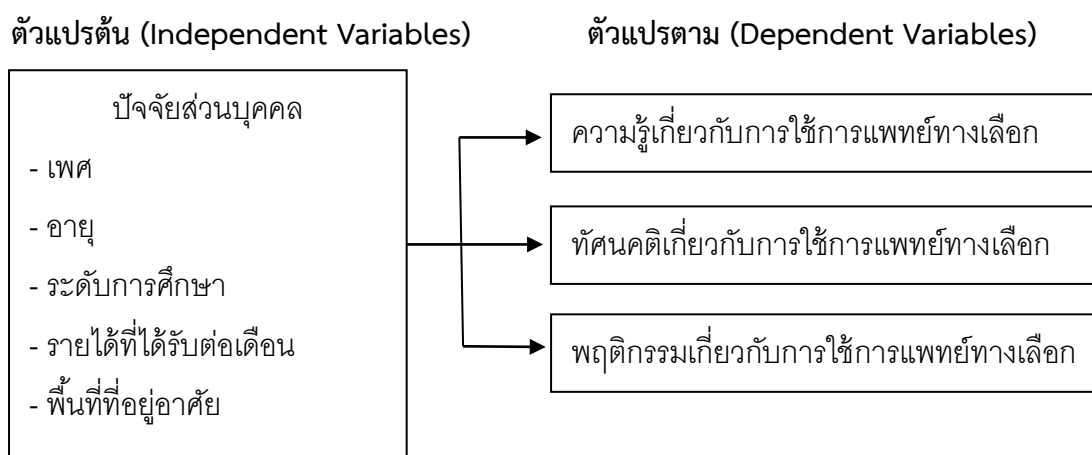 ตัวแปรต้น (Independent Variables)
ตัวแปรตาม (Dependent Variables)
ปัจจัยส่วนบุคคล
- เพศ
- อายุ
- ระดับการศึกษา
- รายได้ที่ได้รับต่อเดือน
- พื้นที่ที่อยู่อาศัย
ความรู้เกี่ยวกับการใช้การแพทย์ทางเลือก
ทัศนคติเกี่ยวกับการใช้การแพทย์ทางเลือก
พฤติกรรมเกี่ยวกับการใช้การแพทย์ทางเลือก